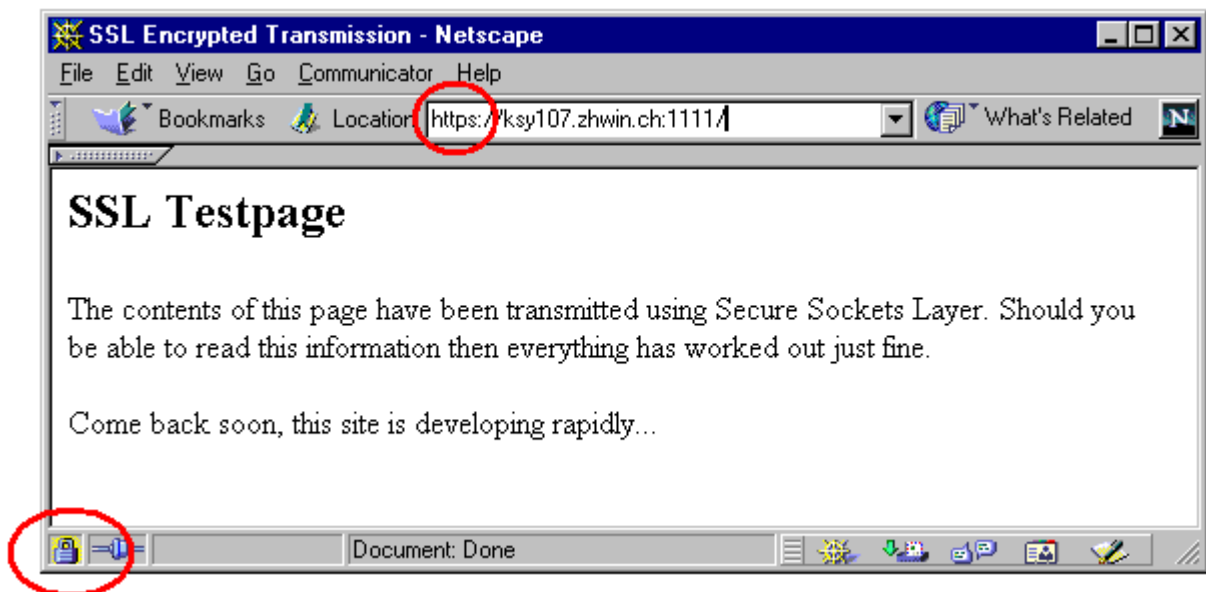 SSL Encrypted Transmission - Netscape
File Edit View Go Communicator Help
Bookmarks Location https://ksy107.zhwin.ch:1111/ What's Related N
SSL Testpage
The contents of this page have been transmitted using Secure Sockets Layer. Should you
be able to read this information then everything has worked out just fine.
Come back soon, this site is developing rapidly...
Document: Done